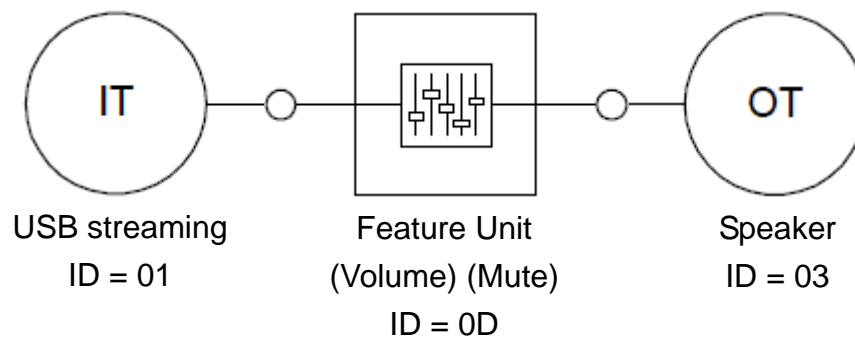 IT
OT
USB streaming
ID = 01
Feature Unit
(Volume) (Mute)
ID = 0D
Speaker
ID = 03